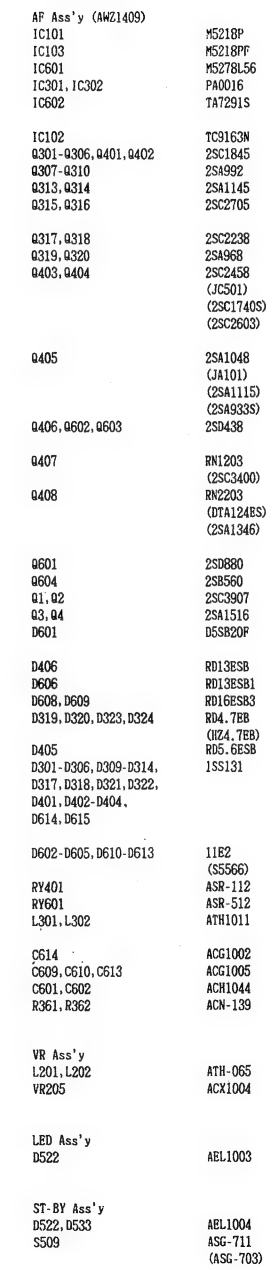 AF Ass'y (AWZ1409)
IC101 M5218P
IC103 M5218PF
IC601 M5278L56
IC301, IC302 PA0016
IC602 TA7291S
IC102 TC9163N
Q301-Q306, Q401, Q402 2SC1845
Q307-Q310 2SA992
Q313, Q314 2SA1145
Q315, Q316 2SC2705
Q317, Q318 2SC2238
Q319, Q320 2SA968
Q403, Q404 2SC2458
(JC501)
(2SC1740S)
(2SC2603)
Q405 2SA1048
(JA101)
(2SA1115)
(2SA933S)
Q406, Q602, Q603 2SD438
Q407 RN1203
(2SC3400)
Q408 RN2203
(DTA124ES)
(2SA1346)
Q601 2SD880
Q604 2SB560
Q1, Q2 2SC3907
Q3, Q4 2SA1516
D601 D5SB20F
D406 RD13ESB
D606 RD13ESB1
D608, D609 RD16ESB3
D319, D320, D323, D324 RD4.7EB
(HZ4.7EB)
D405 RD5.6ESB
D301-D306, D309-D314, 1SS131
D317, D318, D321, D322,
D401, D402-D404,
D614, D615
D602-D605, D610-D613 11E2
(S5566)
RY401 ASR-112
RY601 ASR-512
L301, L302 ATH1011
C614 ACG1002
C609, C610, C613 ACG1005
C601, C602 ACH1044
R361, R362 ACN-139
VR Ass'y
L201, L202 ATH-065
VR205 ACX1004
LED Ass'y
D522 AEL1003
ST-BY Ass'y
D522, D533 AEL1004
S509 ASG-711
(ASG-703)